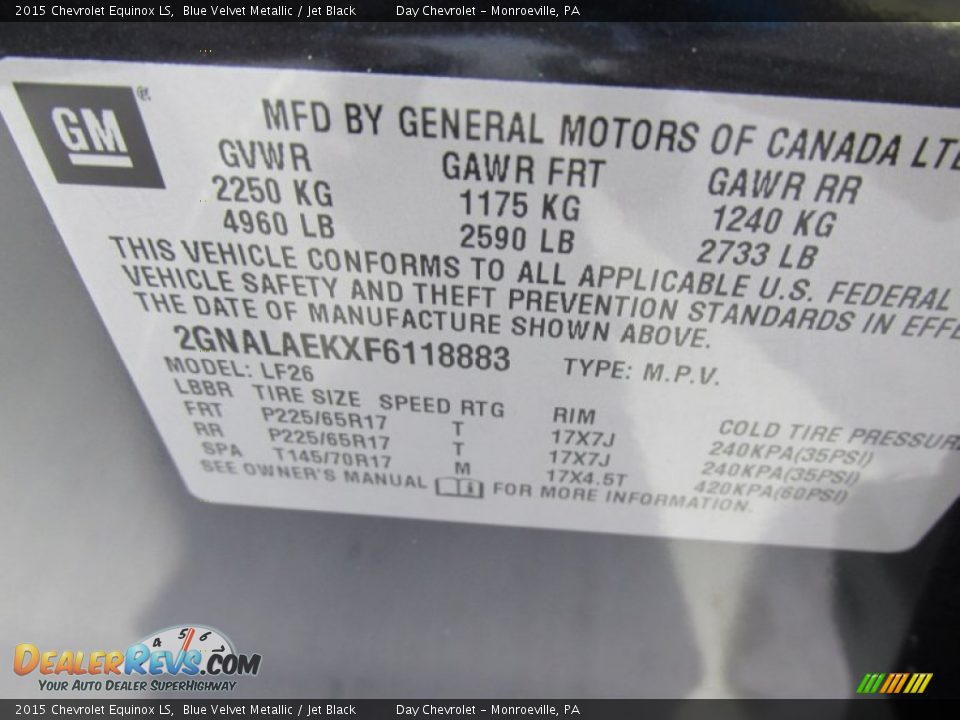 2015 Chevrolet Equinox LS, Blue Velvet Metallic / Jet Black Day Chevrolet - Monroeville, PA
GM ®
MFD BY GENERAL MOTORS OF CANADA LTD
GVWR GAWR FRT GAWR RR
2250 KG 1175 KG 1240 KG
4960 LB 2590 LB 2733 LB
THIS VEHICLE CONFORMS TO ALL APPLICABLE U.S. FEDERAL
VEHICLE SAFETY AND THEFT PREVENTION STANDARDS IN EFFE
THE DATE OF MANUFACTURE SHOWN ABOVE.
2GNALAEKXF6118883 TYPE: M.P.V.
MODEL: LF26
LBBR TIRE SIZE SPEED RTG RIM COLD TIRE PRESSUR
FRT P225/65R17 T 17X7J 240KPA(35PSI)
RR P225/65R17 T 17X7J 240KPA(35PSI)
SPA T145/70R17 M 17X4.5T 420KPA(60PSI)
SEE OWNER'S MANUAL FOR MORE INFORMATION.
4 5 6
DealerRevs.com
Your Auto Dealer SuperHighway
2015 Chevrolet Equinox LS, Blue Velvet Metallic / Jet Black Day Chevrolet - Monroeville, PA